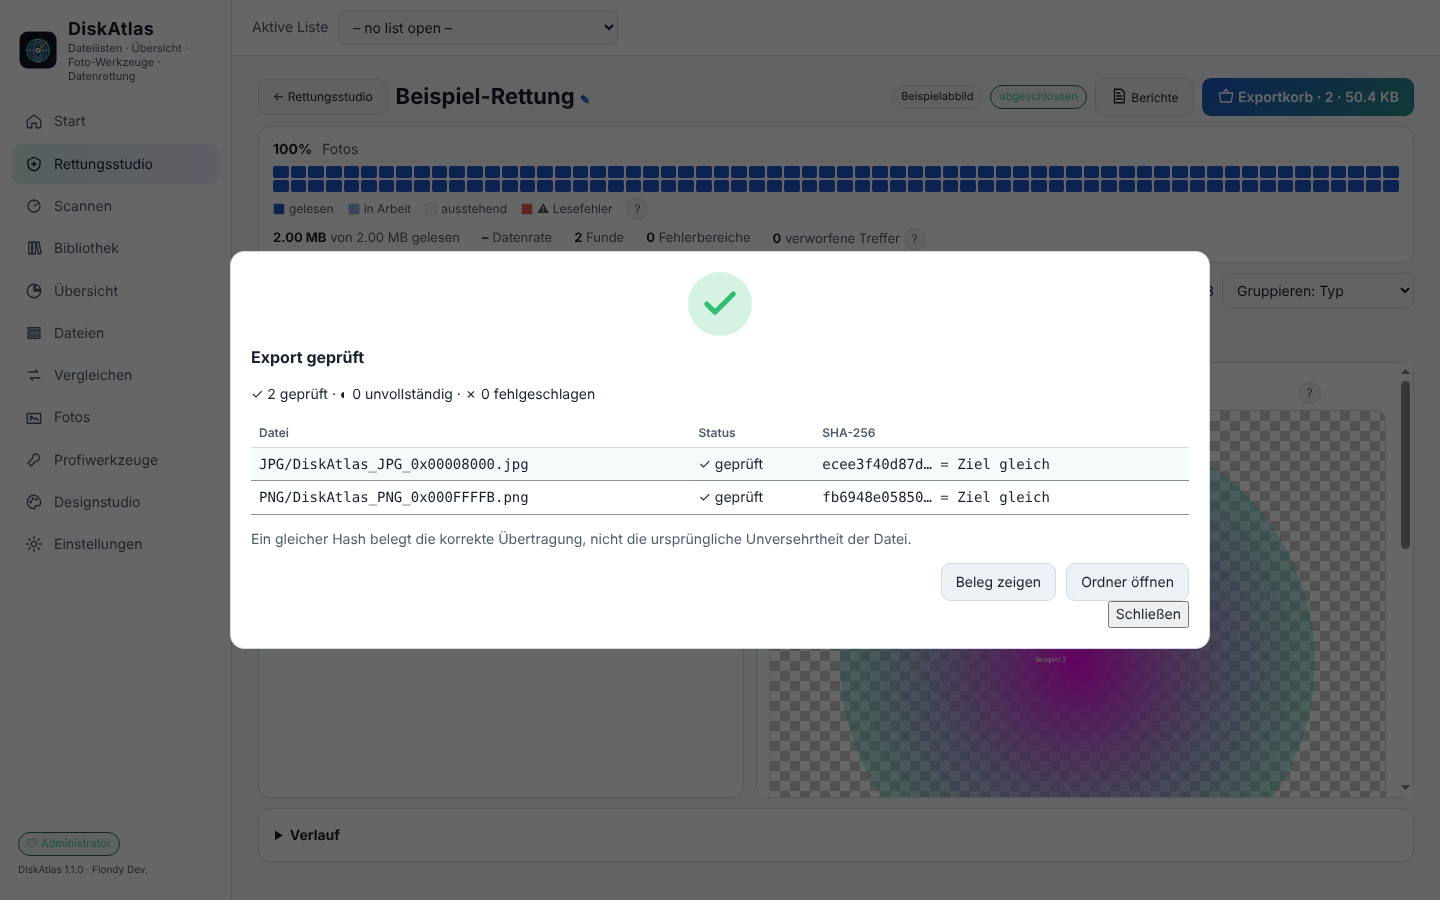 DiskAtlas
Dateilisten · Übersicht ·
Foto-Werkzeuge ·
Datenrettung
Start
Rettungsstudio
Scannen
Bibliothek
Übersicht
Dateien
Vergleichen
Fotos
Profiwerkzeuge
Designstudio
Einstellungen
Administrator
DiskAtlas 1.1.0 · Flondy Dev.
Aktive Liste
– no list open –
← Rettungsstudio
Beispiel-Rettung
Beispielabbild
abgeschlossen
Berichte
Exportkorb · 2 · 50.4 KB
100% Fotos
gelesen
in Arbeit
ausstehend
⚠ Lesefehler
?
2.00 MB von 2.00 MB gelesen
– Datenrate
2 Funde
0 Fehlerbereiche
0 verworfene Treffer
?
Gruppieren: Typ
?
Export geprüft
✓ 2 geprüft · ◖ 0 unvollständig · × 0 fehlgeschlagen
Datei Status SHA-256
JPG/DiskAtlas_JPG_0x00008000.jpg ✓ geprüft ecee3f40d87d… = Ziel gleich
PNG/DiskAtlas_PNG_0x000FFFFB.png ✓ geprüft fb6948e05850… = Ziel gleich
Ein gleicher Hash belegt die korrekte Übertragung, nicht die ursprüngliche Unversehrtheit der Datei.
Beleg zeigen
Ordner öffnen
Schließen
Beispiel 2
Verlauf